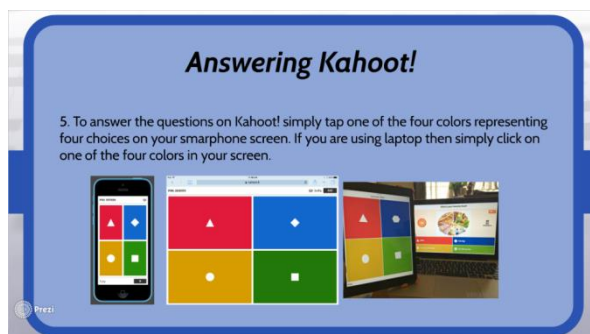 Answering Kahoot!
5. To answer the questions on Kahoot! simply tap one of the four colors representing
four choices on your smarphone screen. If you are using laptop then simply click on
one of the four colors in your screen.
Prezi